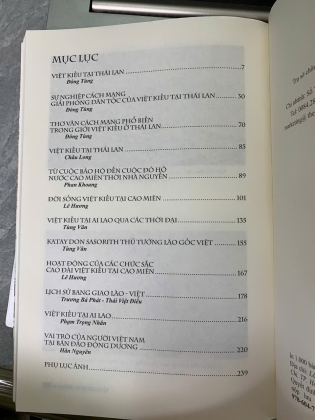 MỤC LỤC
VIỆT KIỀU TẠI THÁI LAN 7
Đông Tùng
SỰ NGHIỆP CÁCH MẠNG
GIẢI PHÓNG DÂN TỘC CỦA VIỆT KIỀU TẠI THÁI LAN 50
Đông Tùng
THƠ VĂN CÁCH MẠNG PHỔ BIẾN
TRONG GIỚI VIỆT KIỀU Ở THÁI LAN 70
Đông Tùng
VIỆT KIỀU TẠI THÁI LAN 85
Châu Long
TỪ CUỘC BẢO HỘ ĐẾN CUỘC ĐÔ HỘ
NƯỚC CAO MIÊN THỜI NHÀ NGUYỄN 89
Phan Khoang
ĐỜI SỐNG VIỆT KIỀU TẠI CAO MIÊN 101
Lê Hương
VIỆT KIỀU TẠI AI LAO QUA CÁC THỜI ĐẠI 135
Tùng Vân
KATAY DON SASORITH THỦ TƯỚNG LÀO GỐC VIỆT 155
Tùng Vân
HOẠT ĐỘNG CỦA CÁC CHỨC SẮC
CAO ĐÀI VIỆT KIỀU TẠI CAO MIÊN 167
Lê Hương
LỊCH SỬ BANG GIAO LÀO - VIỆT 178
Trương Bá Phát - Thái Việt Điểu
VIỆT KIỀU TẠI AI LAO 216
Phạm Trọng Nhân
VAI TRÒ CỦA NGƯỜI VIỆT NAM
TẠI BÁN ĐẢO ĐÔNG DƯƠNG 220
Hãn Nguyên
PHỤ LỤC ẢNH 239
Trụ sở chín
Chi nhánh: Số